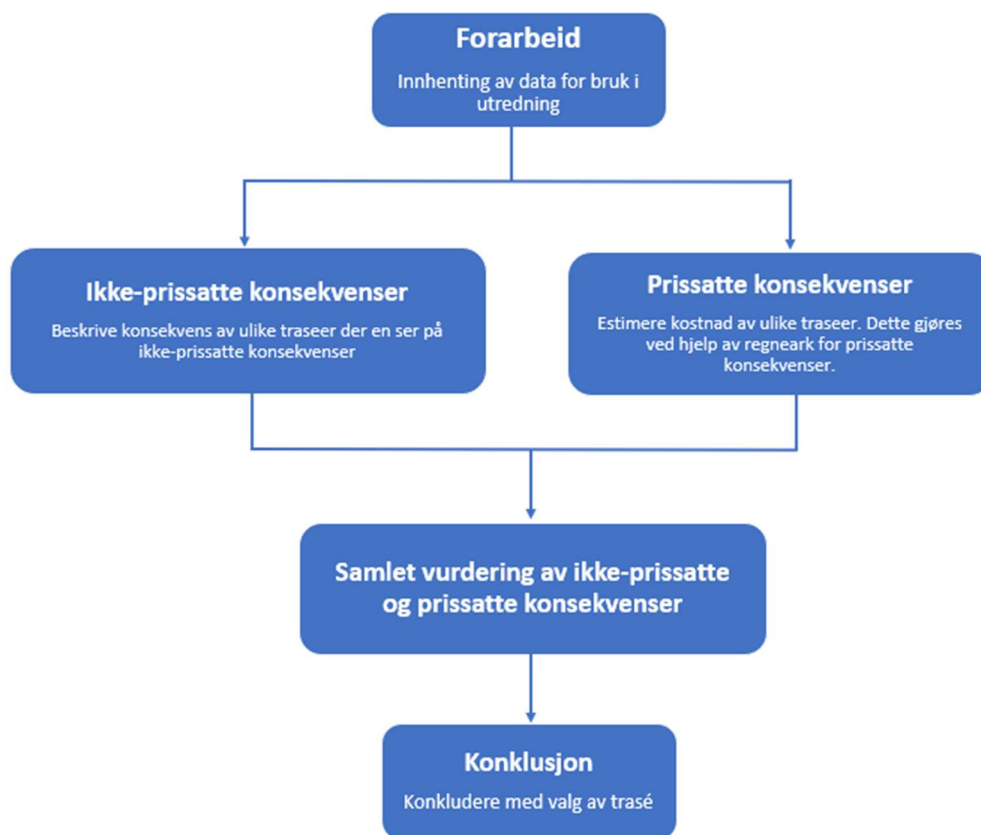 Forarbeid
Innhenting av data for bruk i
utredning
Ikke-prissatte konsekvenser
Beskrive konsekvens av ulike traseer der en ser på
ikke-prissatte konsekvenser
Prissatte konsekvenser
Estimere kostnad av ulike traseer. Dette gjøres
ved hjelp av regneark for prissatte
konsekvenser.
Samlet vurdering av ikke-prissatte
og prissatte konsekvenser
Konklusjon
Konkludere med valg av trasé